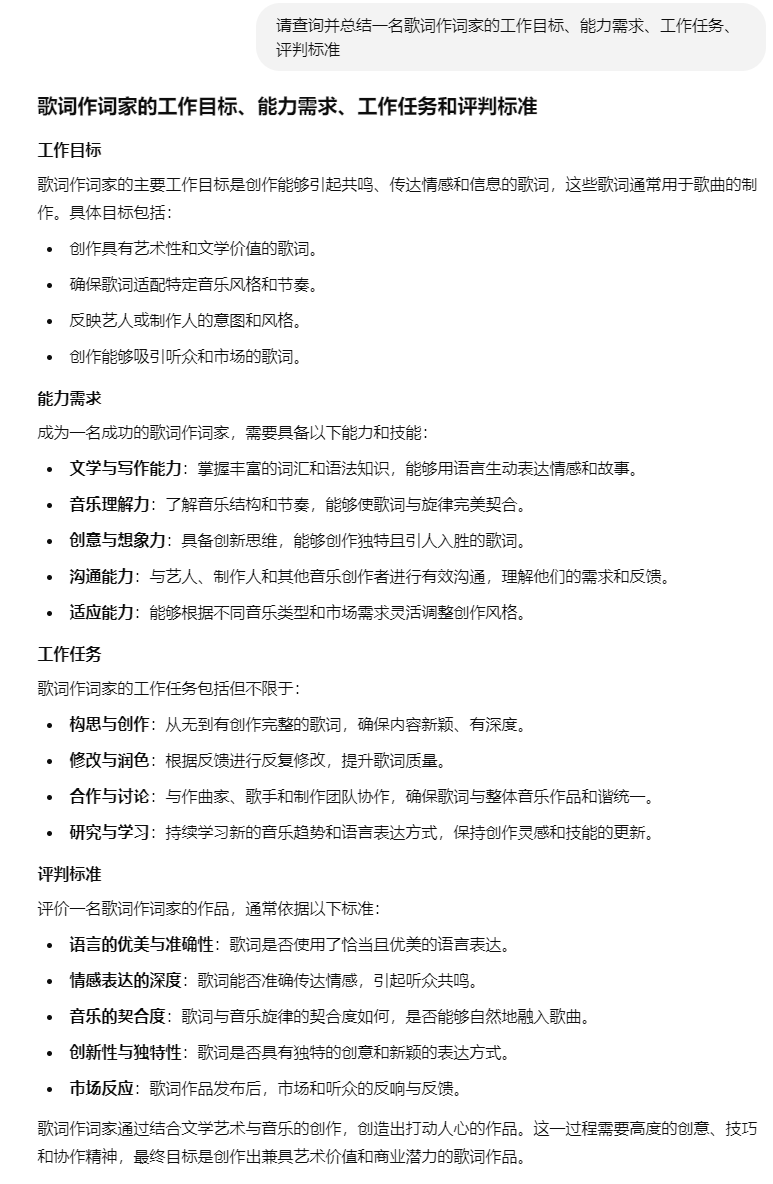 请查询并总结一名歌词作词家的工作目标、能力需求、工作任务、
评判标准
歌词作词家的工作目标、能力需求、工作任务和评判标准
工作目标
歌词作词家的主要工作目标是创作能够引起共鸣、传达情感和信息的歌词，这些歌词通常用于歌曲的制
作。具体目标包括：
• 创作具有艺术性和文学价值的歌词。
• 确保歌词适配特定音乐风格和节奏。
• 反映艺人或制作人的意图和风格。
• 创作能够吸引听众和市场的歌词。
能力需求
成为一名成功的歌词作词家，需要具备以下能力和技能：
• 文学与写作能力：掌握丰富的词汇和语法知识，能够用语言生动表达情感和故事。
• 音乐理解力：了解音乐结构和节奏，能够使歌词与旋律完美契合。
• 创意与想象力：具备创新思维，能够创作独特且引人入胜的歌词。
• 沟通能力：与艺人、制作人和其他音乐创作者进行有效沟通，理解他们的需求和反馈。
• 适应能力：能够根据不同音乐类型和市场需求灵活调整创作风格。
工作任务
歌词作词家的工作任务包括但不限于：
• 构思与创作：从无到有创作完整的歌词，确保内容新颖、有深度。
• 修改与润色：根据反馈进行反复修改，提升歌词质量。
• 合作与讨论：与作曲家、歌手和制作团队协作，确保歌词与整体音乐作品和谐统一。
• 研究与学习：持续学习新的音乐趋势和语言表达方式，保持创作灵感和技能的更新。
评判标准
评价一名歌词作词家的作品，通常依据以下标准：
• 语言的优美与准确性：歌词是否使用了恰当且优美的语言表达。
• 情感表达的深度：歌词能否准确传达情感，引起听众共鸣。
• 音乐的契合度：歌词与音乐旋律的契合度如何，是否能够自然地融入歌曲。
• 创新性与独特性：歌词是否具有独特的创意和新颖的表达方式。
• 市场反应：歌词作品发布后，市场和听众的反响与反馈。
歌词作词家通过结合文学艺术与音乐的创作，创造出打动人心的作品。这一过程需要高度的创意、技巧
和协作精神，最终目标是创作出兼具艺术价值和商业潜力的歌词作品。